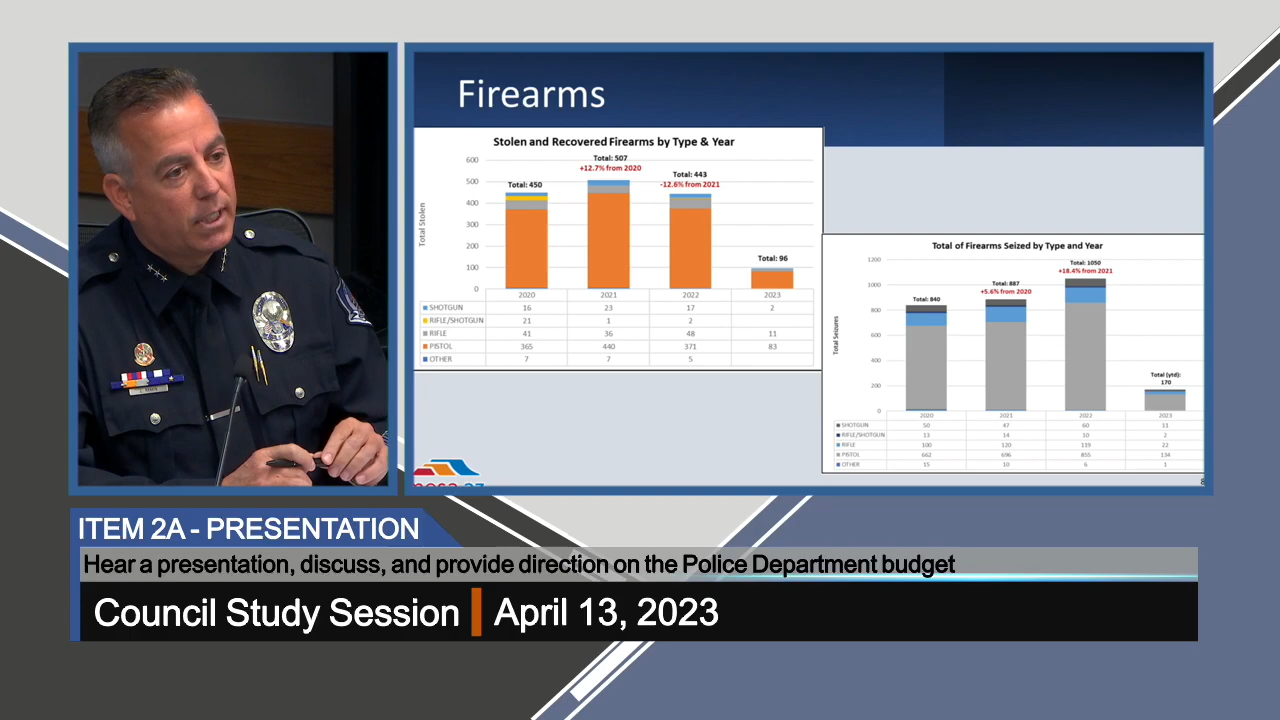 Firearms
Stolen and Recovered Firearms by Type & Year
Total Stolen
600
500
400
300
200
100
0
Total: 450
Total: 507
+12.7% from 2020
Total: 443
-12.6% from 2021
Total: 96
2020 2021 2022 2023
SHOTGUN 16 23 17 2
RIFLE/SHOTGUN 21 1 2
RIFLE 41 36 48 11
PISTOL 365 440 371 83
OTHER 7 7 5
Total of Firearms Seized by Type and Year
Total Seizures
1200
1000
800
600
400
200
0
Total: 840
Total: 887
+5.6% from 2020
Total: 1050
+18.4% from 2021
Total (ytd):
170
2020 2021 2022 2023
SHOTGUN 50 47 60 11
RIFLE/SHOTGUN 13 14 10 2
RIFLE 100 120 119 22
PISTOL 662 696 855 134
OTHER 15 10 6 1
8
ITEM 2A - PRESENTATION
Hear a presentation, discuss, and provide direction on the Police Department budget
Council Study Session
April 13, 2023